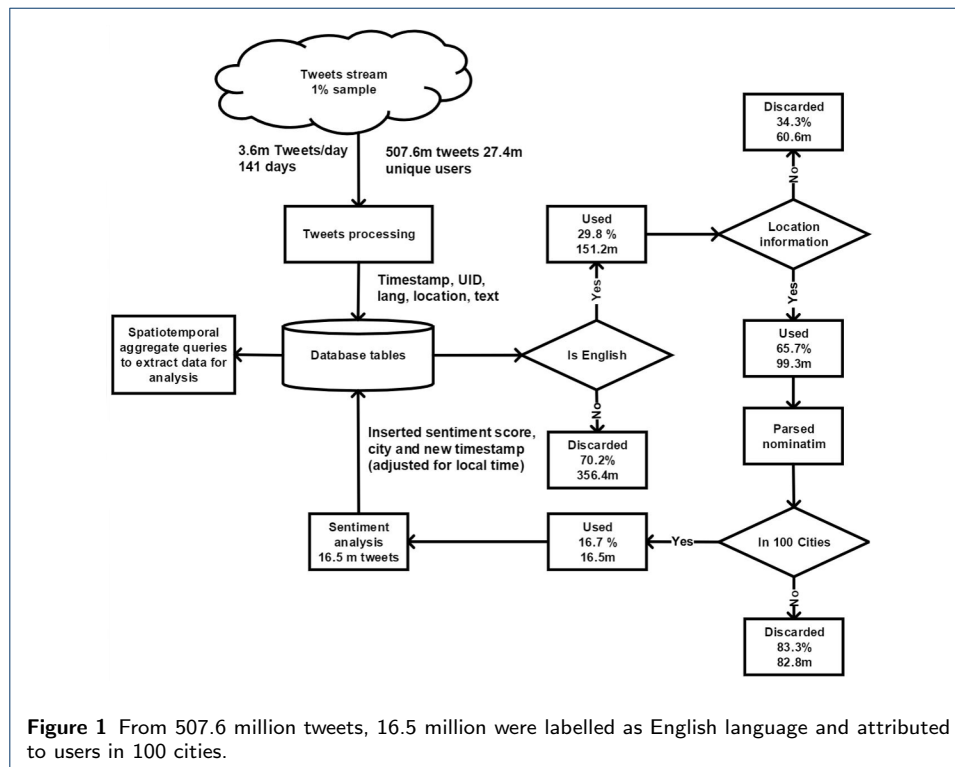 Tweets stream
1% sample
3.6m Tweets/day
141 days
507.6m tweets 27.4m
unique users
Tweets processing
Timestamp, UID,
lang, location, text
Database tables
Spatiotemporal
aggregate queries
to extract data for
analysis
Is English
Yes
Used
29.8 %
151.2m
No
Discarded
70.2%
356.4m
Location
information
No
Discarded
34.3%
60.6m
Yes
Used
65.7%
99.3m
Parsed
nominatim
In 100 Cities
No
Discarded
83.3%
82.8m
Yes
Used
16.7 %
16.5m
Sentiment
analysis
16.5 m tweets
Inserted sentiment score,
city and new timestamp
(adjusted for local time)
Figure 1 From 507.6 million tweets, 16.5 million were labelled as English language and attributed
to users in 100 cities.